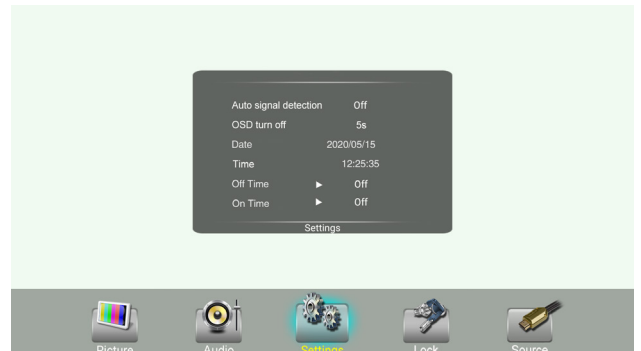 Auto signal detection Off
OSD turn off 5s
Date 2020/05/15
Time 12:25:35
Off Time ▶ Off
On Time ▶ Off
Settings
Picture Audio Settings Lock Source